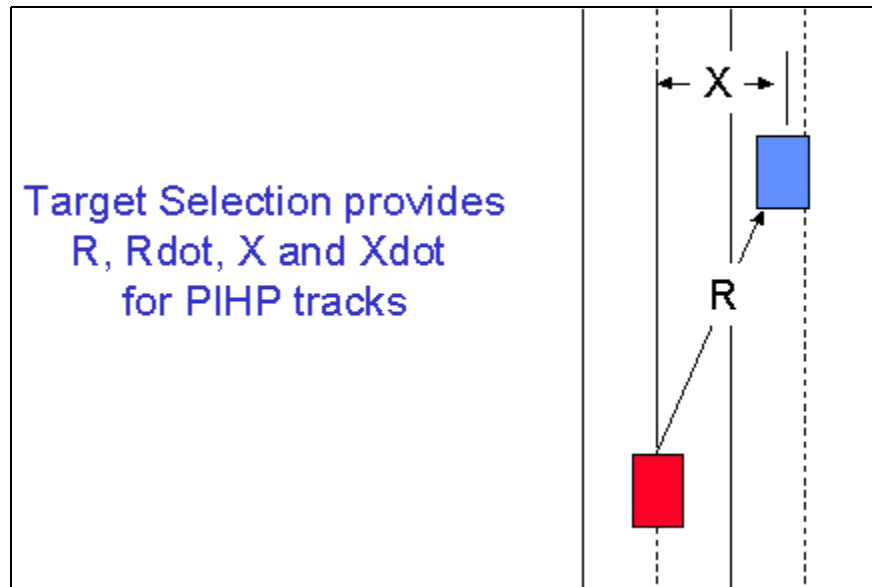 Target Selection provides
R, Rdot, X and Xdot
for PIHP tracks
X
R